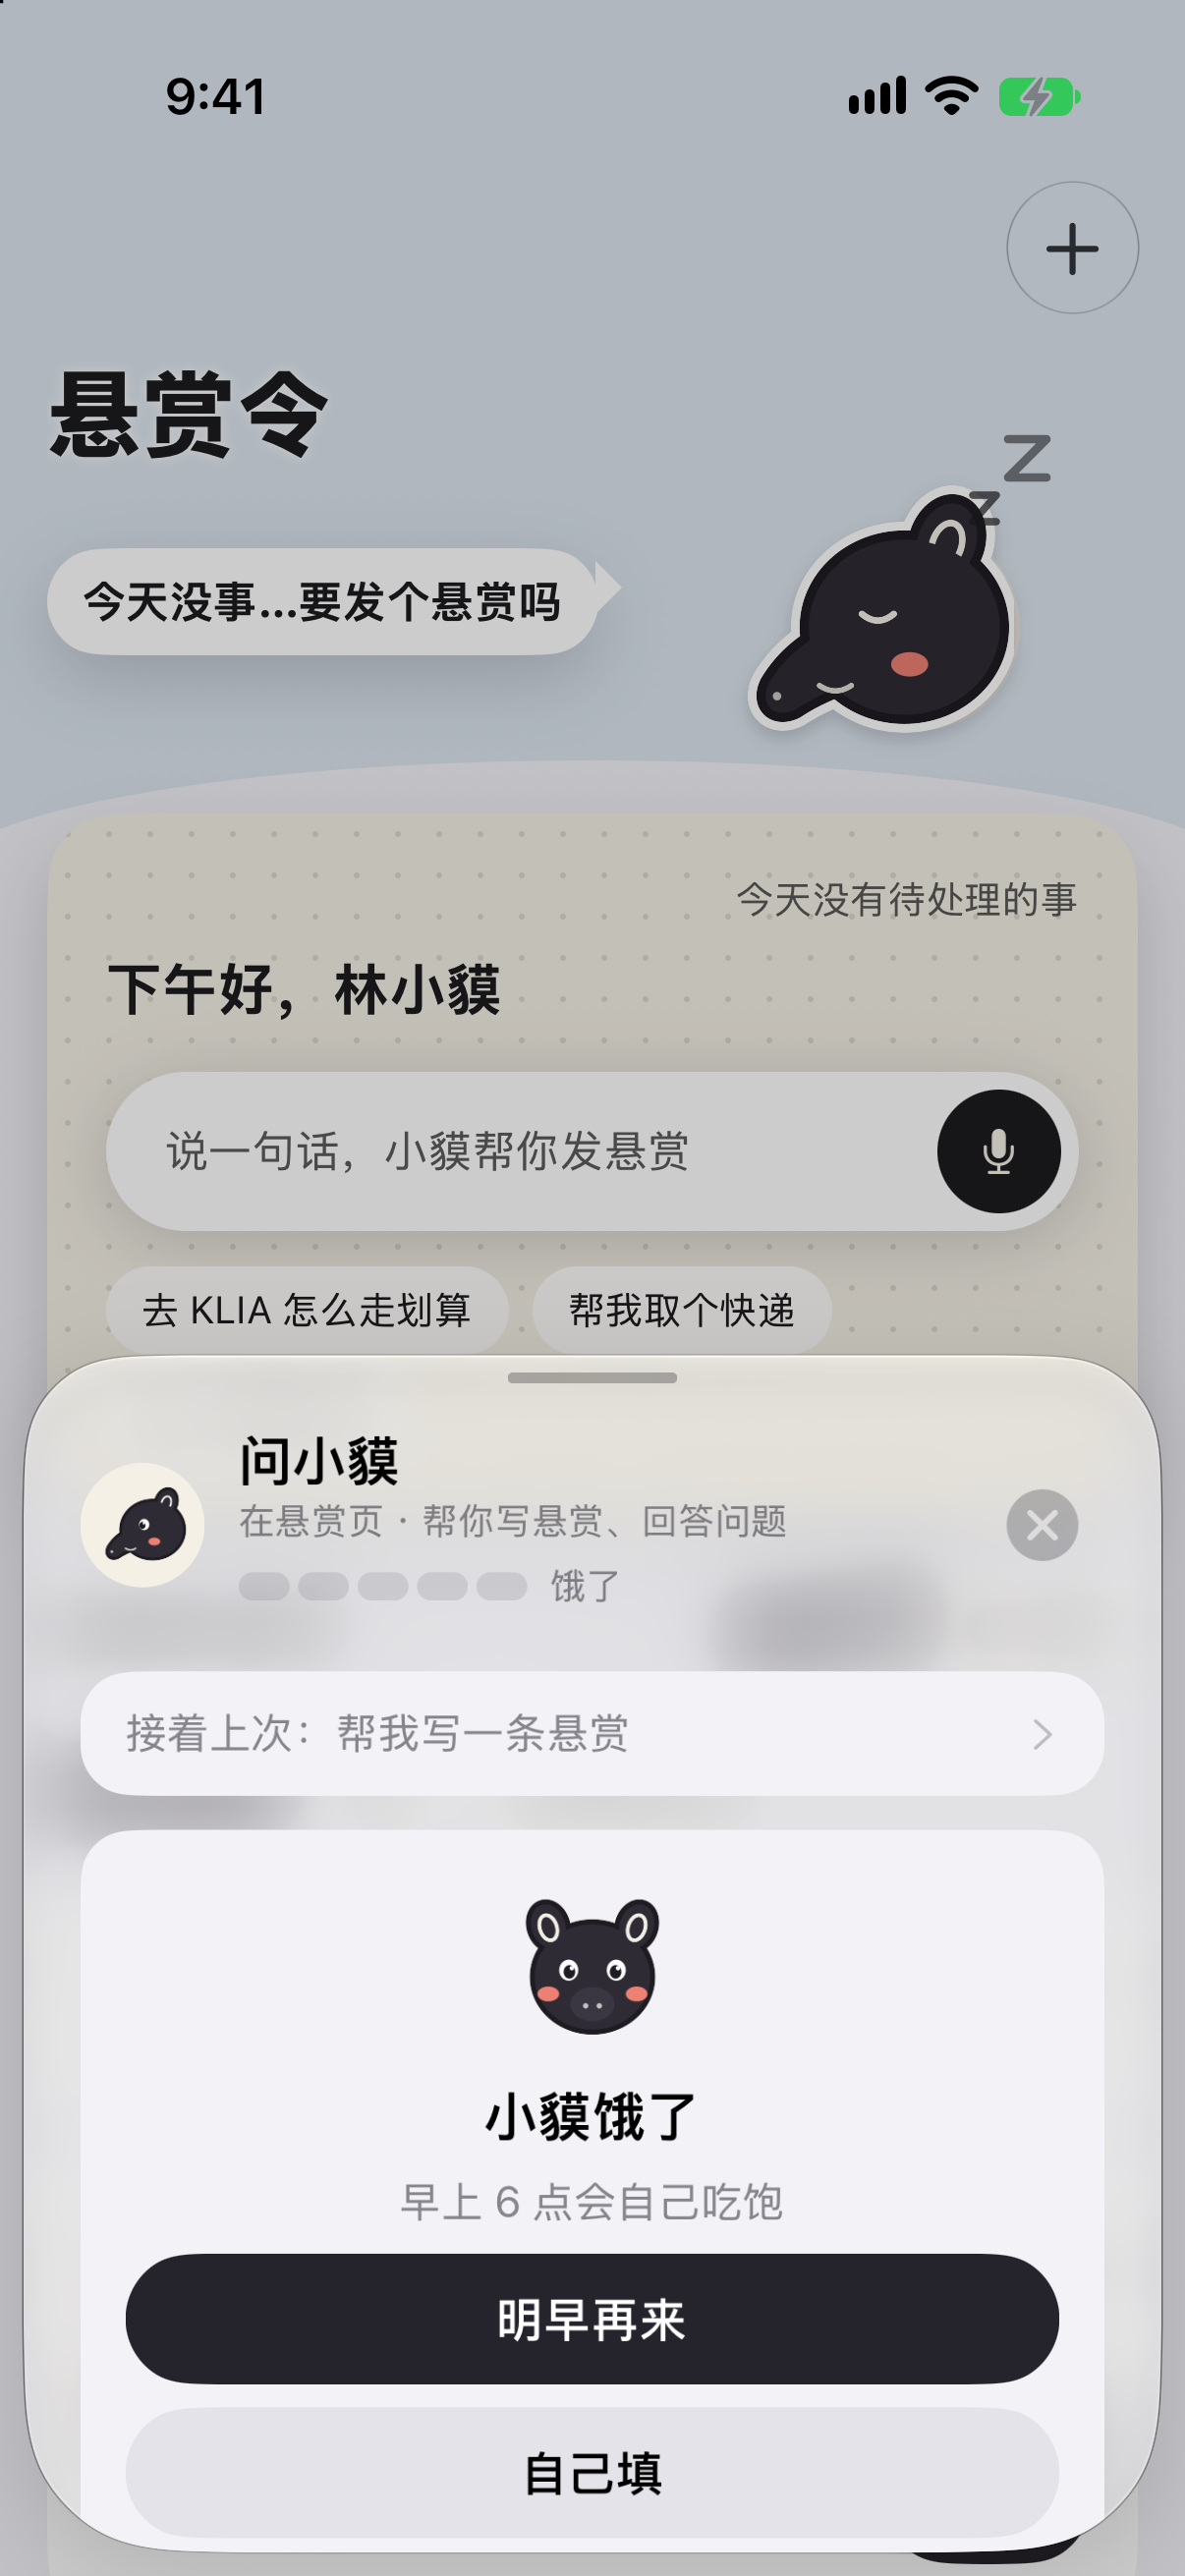 9:41
悬赏令
z
z
今天没事...要发个悬赏吗
今天没有待处理的事
下午好，林小貘
说一句话，小貘帮你发悬赏
去 KLIA 怎么走划算
帮我取个快递
问小貘
在悬赏页 · 帮你写悬赏、回答问题
饿了
接着上次：帮我写一条悬赏
小貘饿了
早上 6 点会自己吃饱
明早再来
自己填